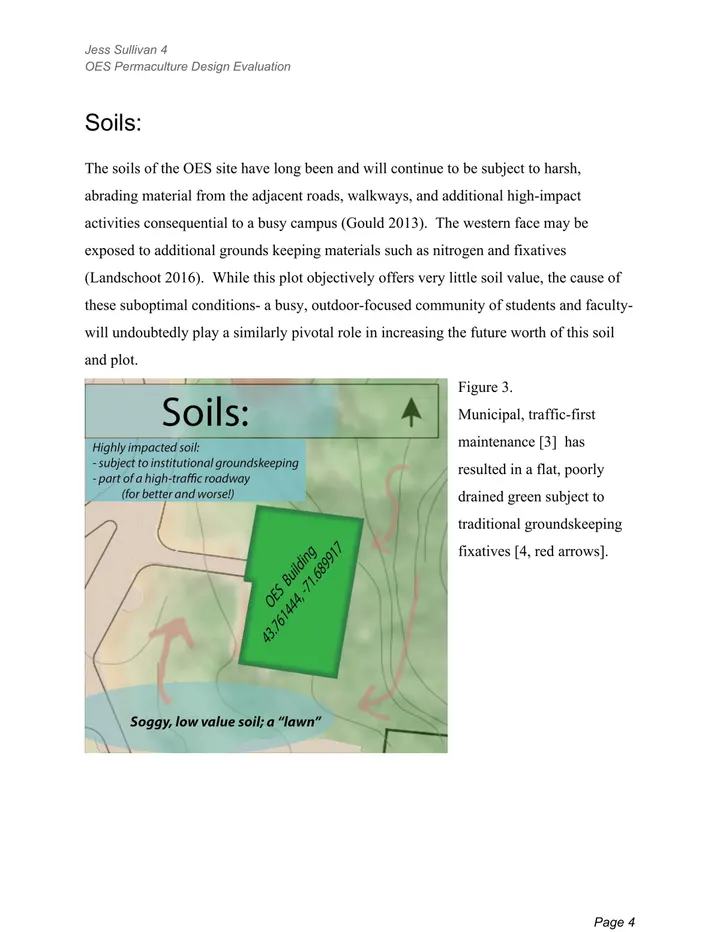 Jess Sullivan 4
OES Permaculture Design Evaluation
Soils:
The soils of the OES site have long been and will continue to be subject to harsh,
abrading material from the adjacent roads, walkways, and additional high-impact
activities consequential to a busy campus (Gould 2013).  The western face may be
exposed to additional grounds keeping materials such as nitrogen and fixatives
(Landschoot 2016).  While this plot objectively offers very little soil value, the cause of
these suboptimal conditions- a busy, outdoor-focused community of students and faculty-
will undoubtedly play a similarly pivotal role in increasing the future worth of this soil
and plot.
Soils:
Highly impacted soil:
- subject to institutional groundskeeping
- part of a high-traffic roadway
(for better and worse!)
OES Building
43.761444, -71.689917
Soggy, low value soil; a “lawn”
Figure 3.
Municipal, traffic-first
maintenance [3]  has
resulted in a flat, poorly
drained green subject to
traditional groundskeeping
fixatives [4, red arrows].
Page 4